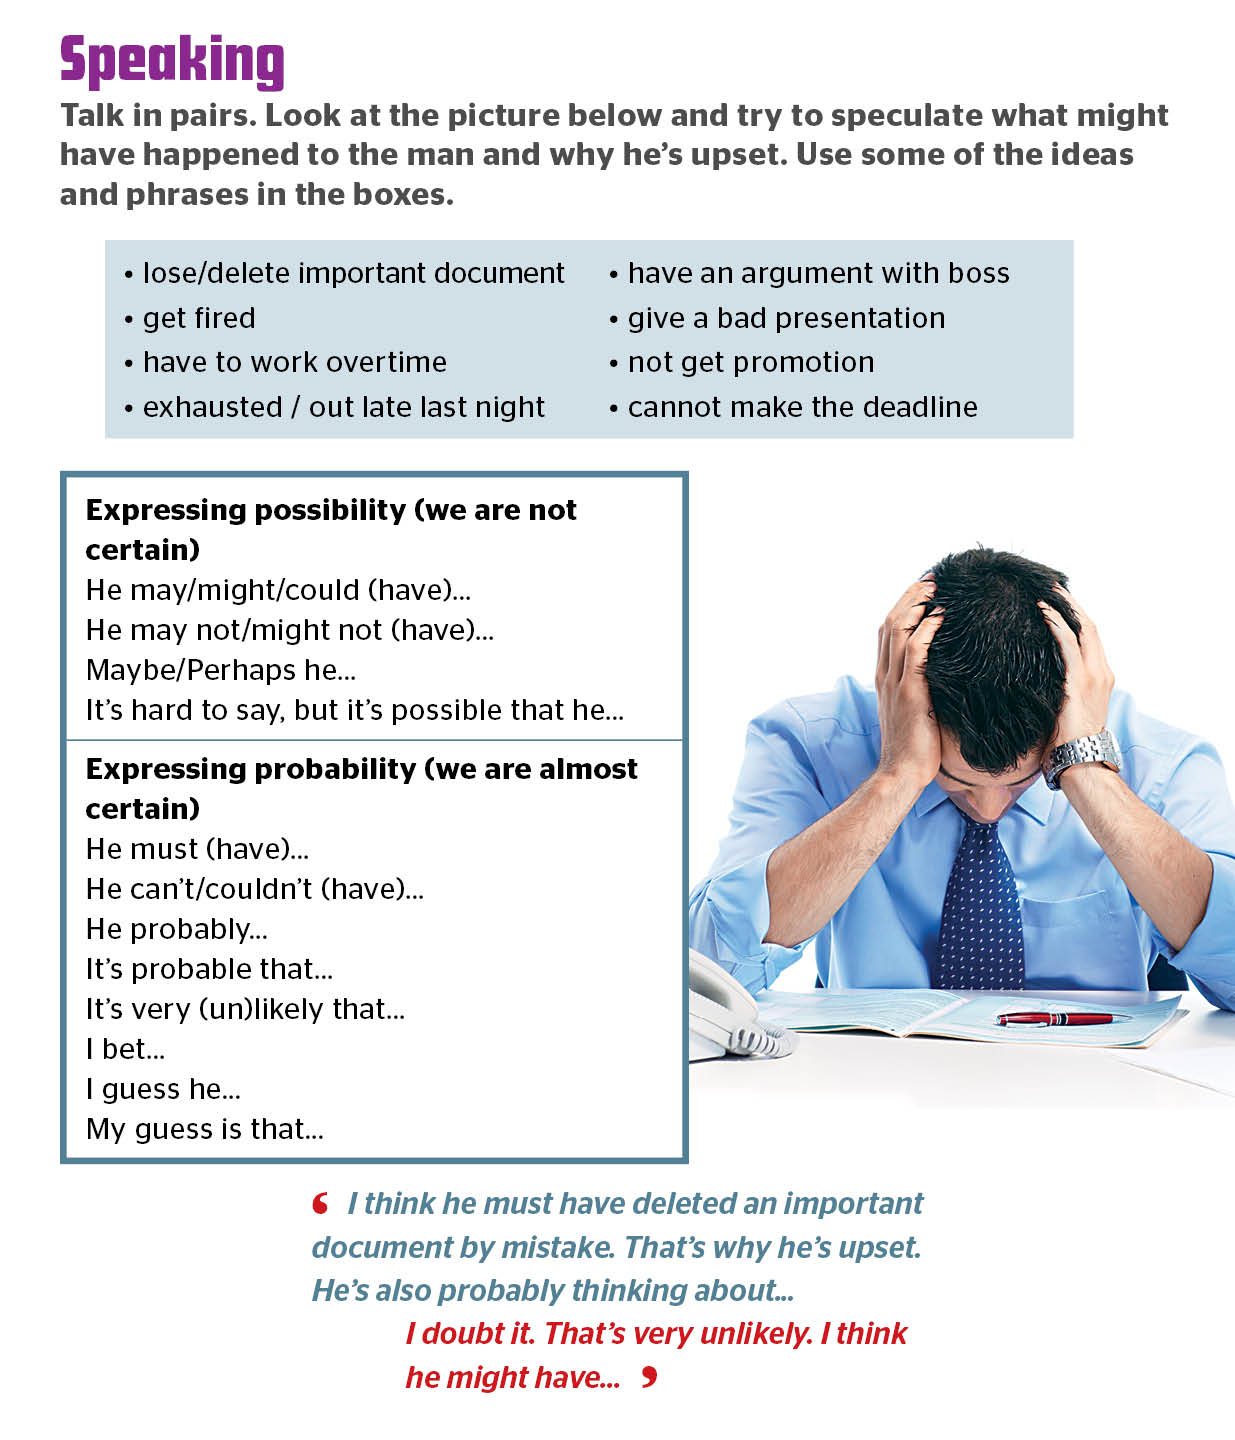 Speaking
Talk in pairs. Look at the picture below and try to speculate what might
have happened to the man and why he’s upset. Use some of the ideas
and phrases in the boxes.
• lose/delete important document
• get fired
• have to work overtime
• exhausted / out late last night
• have an argument with boss
• give a bad presentation
• not get promotion
• cannot make the deadline
Expressing possibility (we are not
certain)
He may/might/could (have)...
He may not/might not (have)...
Maybe/Perhaps he...
It’s hard to say, but it’s possible that he...
Expressing probability (we are almost
certain)
He must (have)...
He can’t/couldn’t (have)...
He probably...
It’s probable that...
It’s very (un)likely that...
I bet...
I guess he...
My guess is that...
‘ I think he must have deleted an important
document by mistake. That’s why he’s upset.
He’s also probably thinking about...
I doubt it. That’s very unlikely. I think
he might have... ’